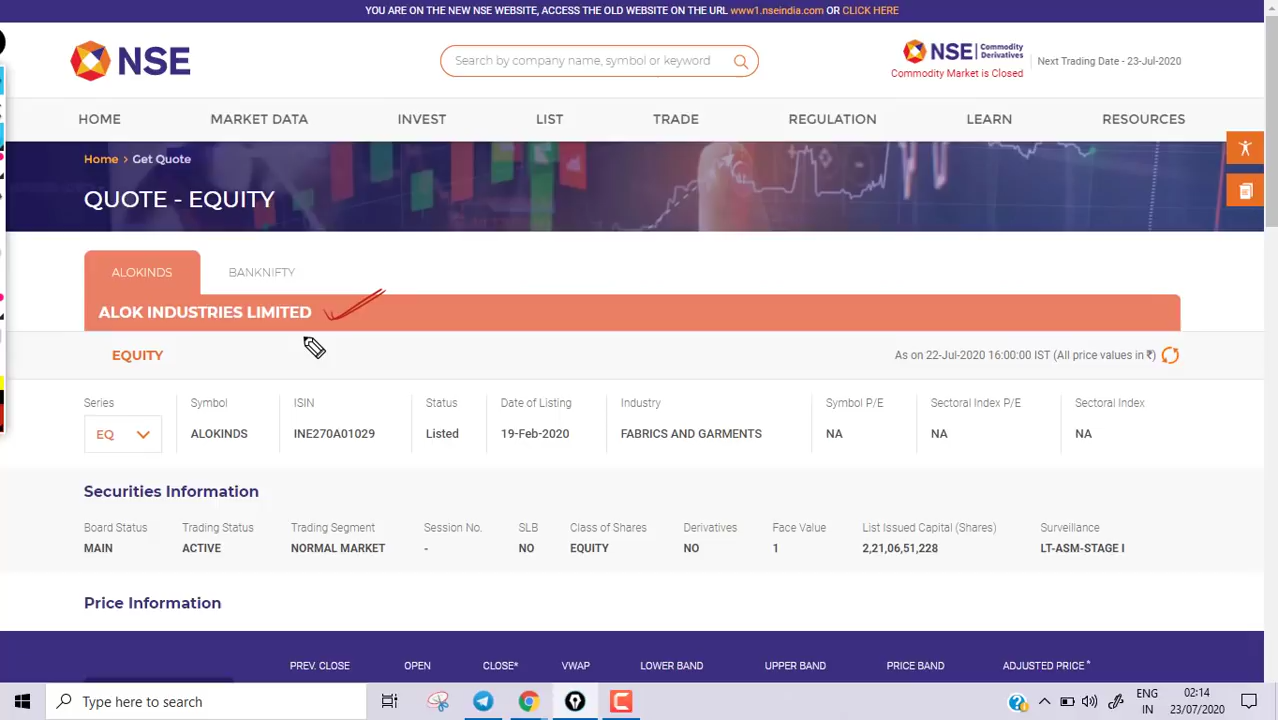 YOU ARE ON THE NEW NSE WEBSITE, ACCESS THE OLD WEBSITE ON THE URL www1.nseindia.com OR CLICK HERE
NSE
Search by company name, symbol or keyword
NSE Commodity Derivatives
Commodity Market is Closed
Next Trading Date - 23-Jul-2020
HOME MARKET DATA INVEST LIST TRADE REGULATION LEARN RESOURCES
Home > Get Quote
QUOTE - EQUITY
ALOKINDS BANKNIFTY
ALOK INDUSTRIES LIMITED
EQUITY As on 22-Jul-2020 16:00:00 IST (All price values in ₹)
Series Symbol ISIN Status Date of Listing Industry Symbol P/E Sectoral Index P/E Sectoral Index
EQ ALOKINDS INE270A01029 Listed 19-Feb-2020 FABRICS AND GARMENTS NA NA NA
Securities Information
Board Status Trading Status Trading Segment Session No. SLB Class of Shares Derivatives Face Value List Issued Capital (Shares) Surveillance
MAIN ACTIVE NORMAL MARKET - NO EQUITY NO 1 2,21,06,51,228 LT-ASM-STAGE I
Price Information
PREV. CLOSE OPEN CLOSE* VWAP LOWER BAND UPPER BAND PRICE BAND ADJUSTED PRICE *
Type here to search
ENG
IN
02:14
23/07/2020